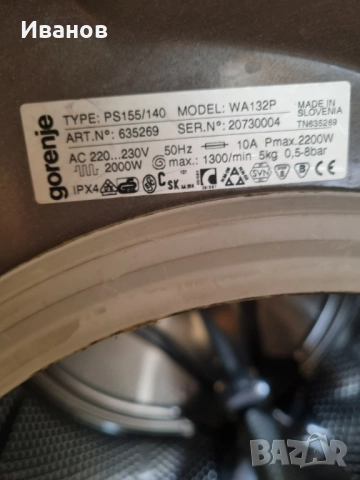 Иванов
gorenje
TYPE: PS155/140 MODEL: WA132P
MADE IN SLOVENIA
ART.N°: 635269 SER.N°: 20730004
TN635269
AC 220...230V 50Hz 10A Pmax.2200W
2000W max.: 1300/min 5kg 0,5-8bar
IPX4
SVN
BAZAR